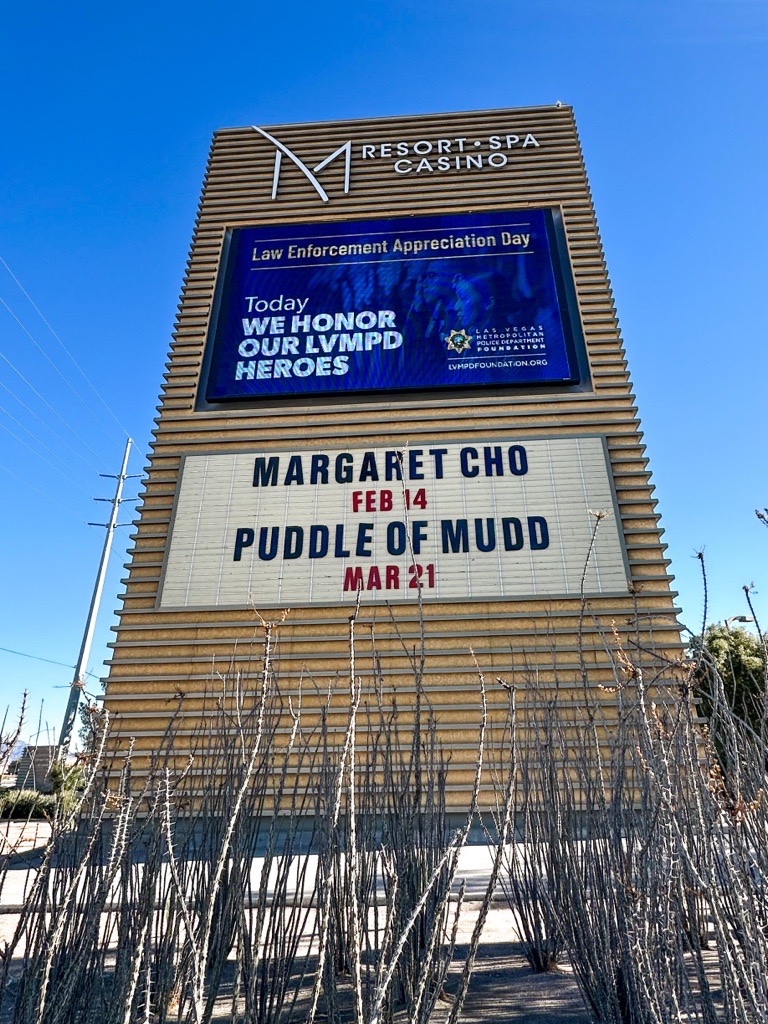 M RESORT • SPA
CASINO
Law Enforcement Appreciation Day
Today
WE HONOR
OUR LVMPD
HEROES
LAS VEGAS
METROPOLITAN
POLICE DEPARTMENT
FOUNDATION
LVMPDFOUNDATION.ORG
MARGARET CHO
FEB 14
PUDDLE OF MUDD
MAR 21